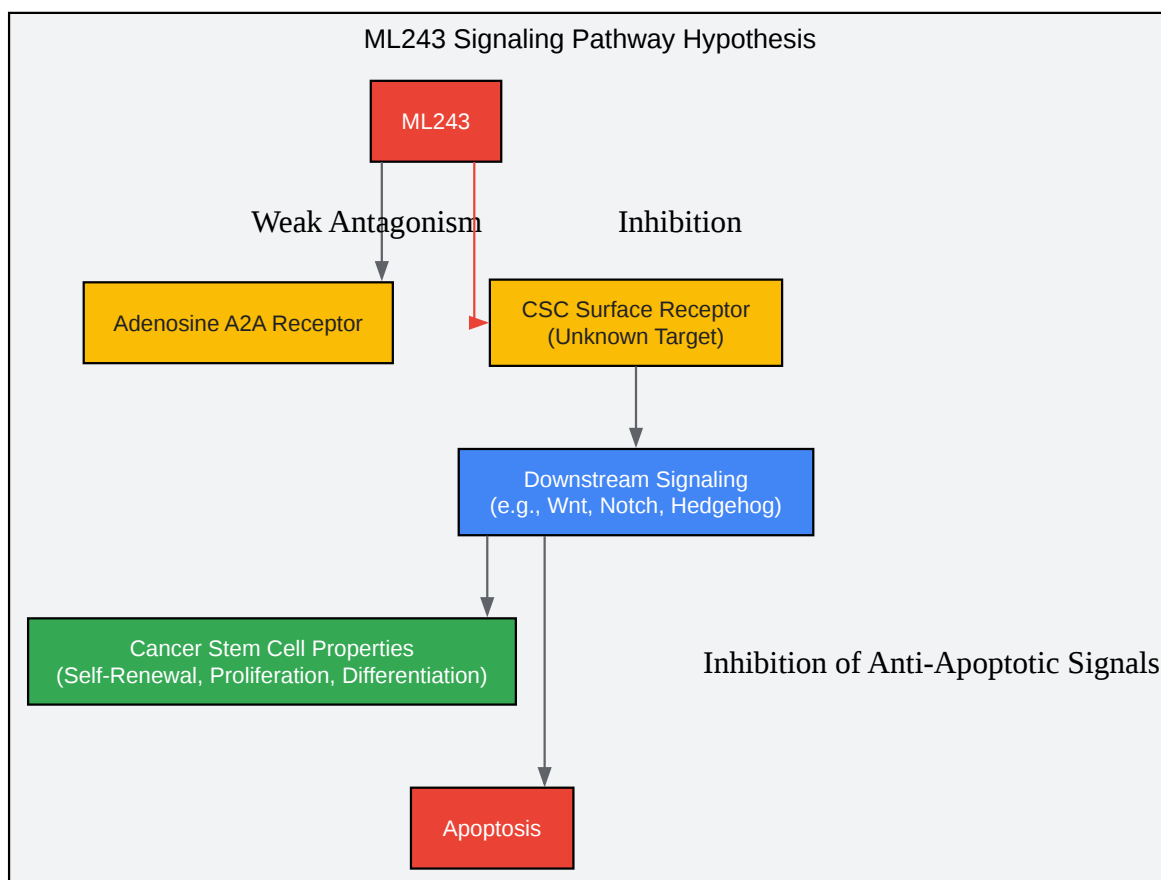 ML243 Signaling Pathway Hypothesis
ML243
Weak Antagonism
Inhibition
Adenosine A2A Receptor
CSC Surface Receptor
(Unknown Target)
Downstream Signaling
(e.g., Wnt, Notch, Hedgehog)
Cancer Stem Cell Properties
(Self-Renewal, Proliferation, Differentiation)
Inhibition of Anti-Apoptotic Signals
Apoptosis